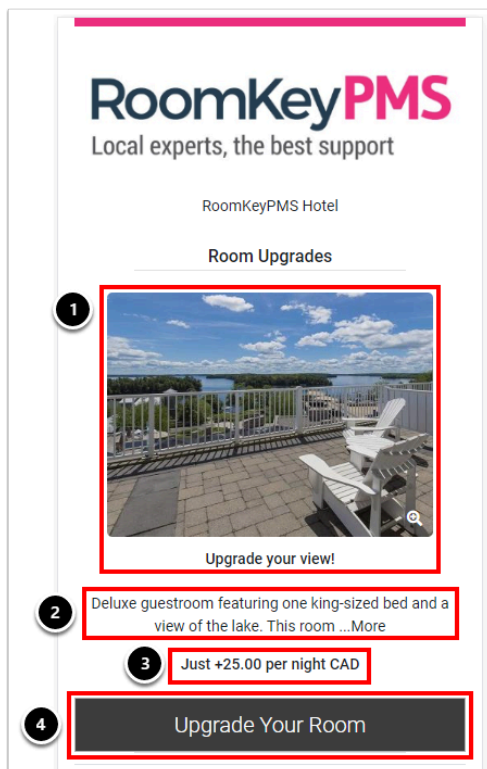 RoomKeyPMS
Local experts, the best support
RoomKeyPMS Hotel
Room Upgrades
1
Upgrade your view!
2
Deluxe guestroom featuring one king-sized bed and a
view of the lake. This room ...More
3
Just +25.00 per night CAD
4
Upgrade Your Room